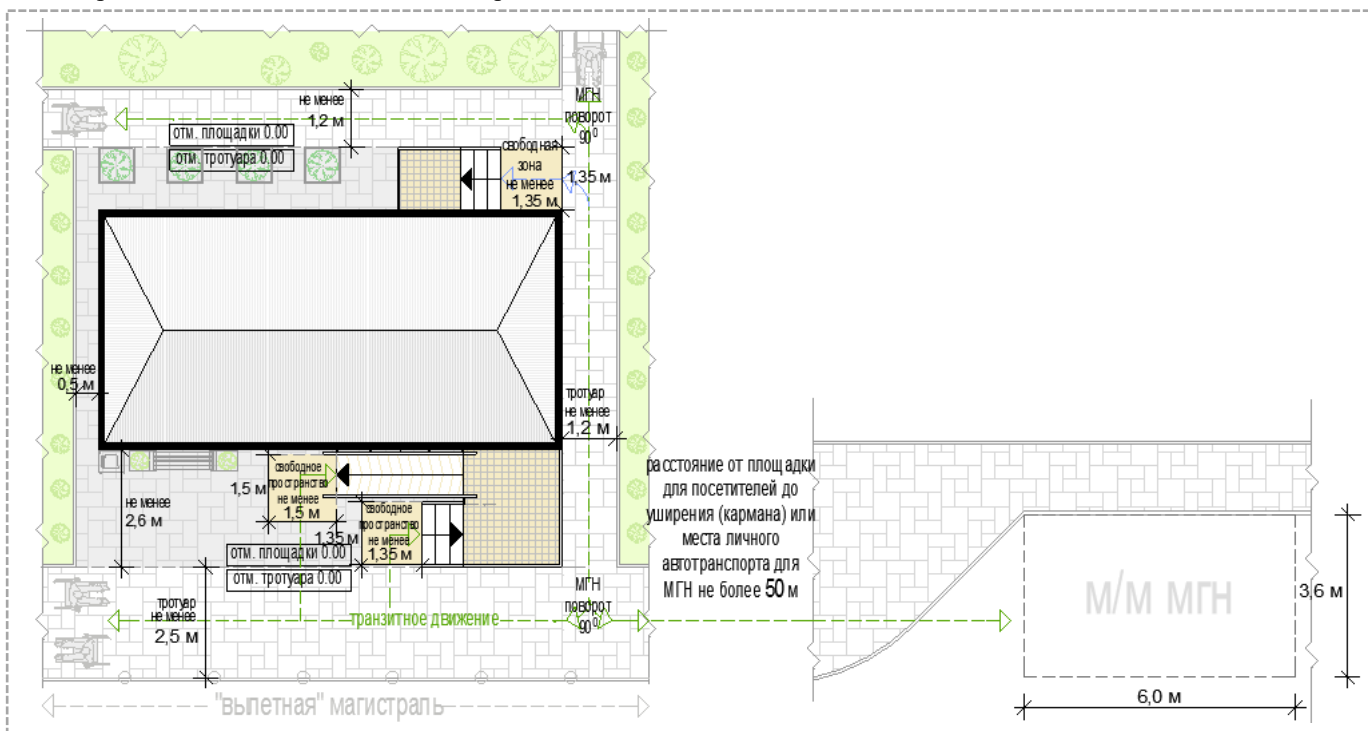 не менее
1,2 м
МГН
поворот
90⁰
отм. площадки 0.00
отм. тротуара 0.00
свободная
зона
не менее
1,35 м
1,35 м
не менее
0,5 м
тротуар
не менее
1,2 м
свободное
пространство
не менее
1,5 м
1,5 м
не менее
2,6 м
свободное
пространство
не менее
1,35 м
1,35 м
отм. площадки 0.00
отм. тротуара 0.00
тротуар
не менее
2,5 м
транзитное движение
МГН
поворот
90⁰
"вылетная" магистраль
расстояние от площадки
для посетителей до
уширения (кармана) или
места личного
автотранспорта для
МГН не более 50 м
М/М МГН
3,6 м
6,0 м